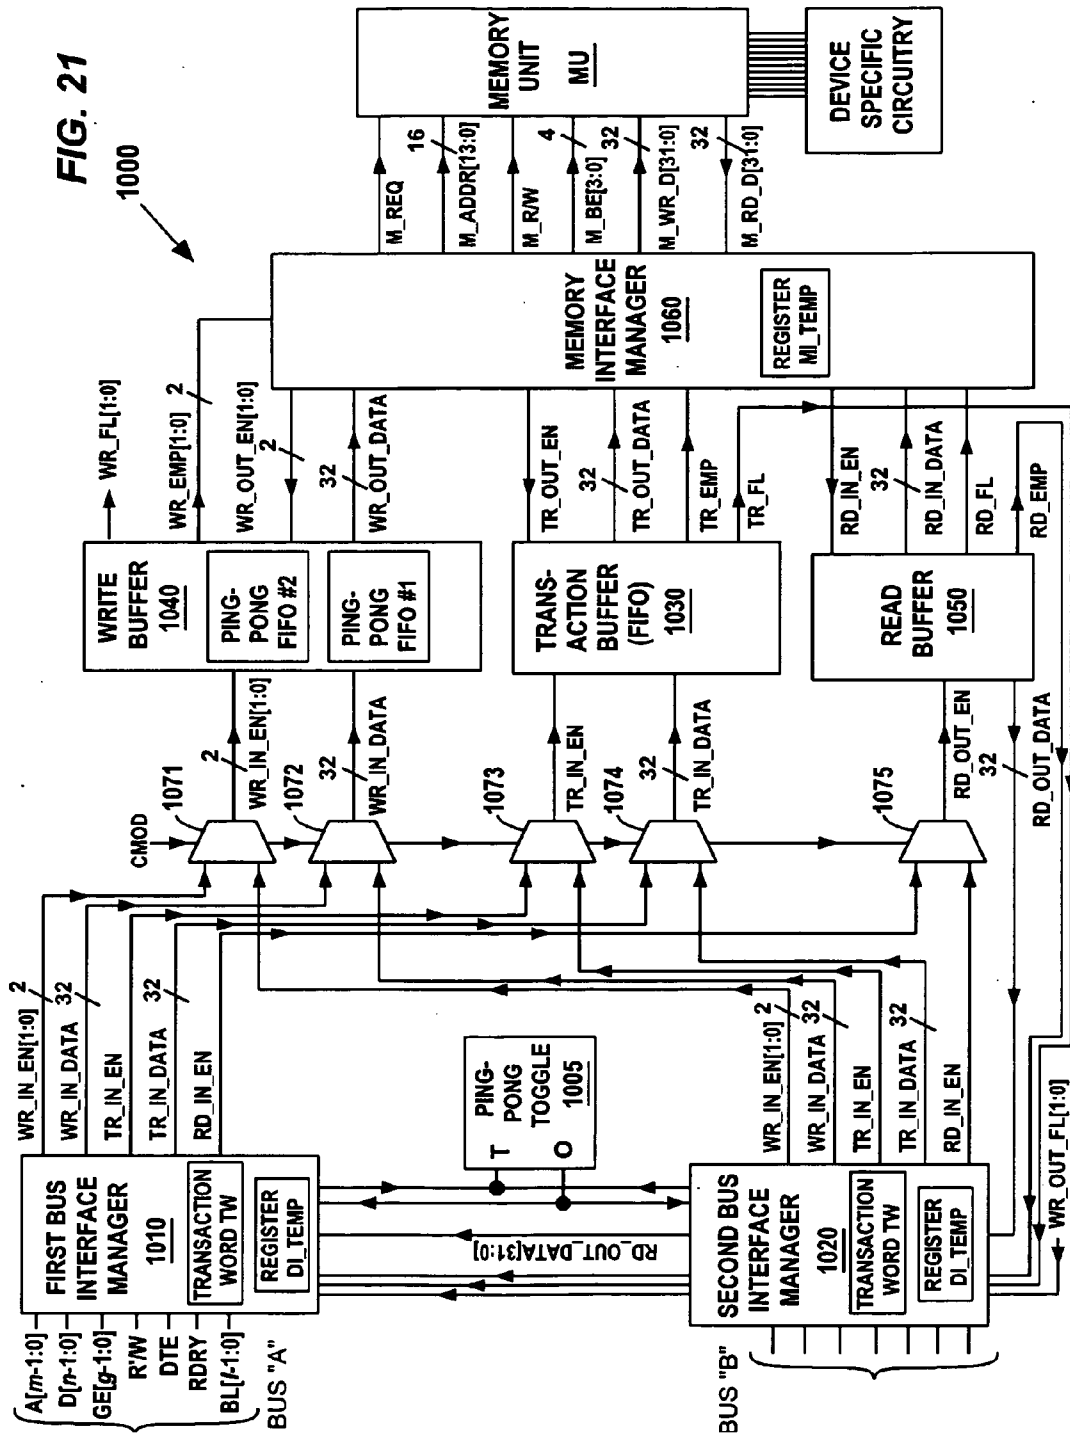 FIG. 21
1000
A[m-1:0]
D[n-1:0]
GE[g-1:0]
R'/W
DTE
RDRY
BL[l-1:0]
BUS "A"
FIRST BUS
INTERFACE
MANAGER
1010
TRANSACTION
WORD TW
REGISTER
DI_TEMP
WR_IN_EN[1:0]
2
WR_IN_DATA
32
TR_IN_EN
TR_IN_DATA
32
RD_IN_EN
PING-
PONG
TOGGLE
1005
T
O
RD_OUT_DATA[31:0]
BUS "B"
SECOND BUS
INTERFACE
MANAGER
1020
TRANSACTION
WORD TW
REGISTER
DI_TEMP
WR_IN_EN[1:0]
2
WR_IN_DATA
32
TR_IN_EN
TR_IN_DATA
32
RD_IN_EN
WR_OUT_FL[1:0]
CMOD
1071
1072
1073
1074
1075
2
WR_IN_EN[1:0]
32
WR_IN_DATA
TR_IN_EN
32
TR_IN_DATA
RD_OUT_EN
32
RD_OUT_DATA
WRITE
BUFFER
1040
PING-
PONG
FIFO #2
PING-
PONG
FIFO #1
TRANS-
ACTION
BUFFER
(FIFO)
1030
READ
BUFFER
1050
WR_FL[1:0]
WR_EMP[1:0]
2
WR_OUT_EN[1:0]
2
32
WR_OUT_DATA
TR_OUT_EN
32
TR_OUT_DATA
TR_EMP
TR_FL
RD_IN_EN
32
RD_IN_DATA
RD_FL
RD_EMP
MEMORY
INTERFACE
MANAGER
1060
REGISTER
MI_TEMP
M_REQ
16
M_ADDR[13:0]
M_R/W
4
M_BE[3:0]
32
M_WR_D[31:0]
32
M_RD_D[31:0]
MEMORY
UNIT
MU
DEVICE
SPECIFIC
CIRCUITRY